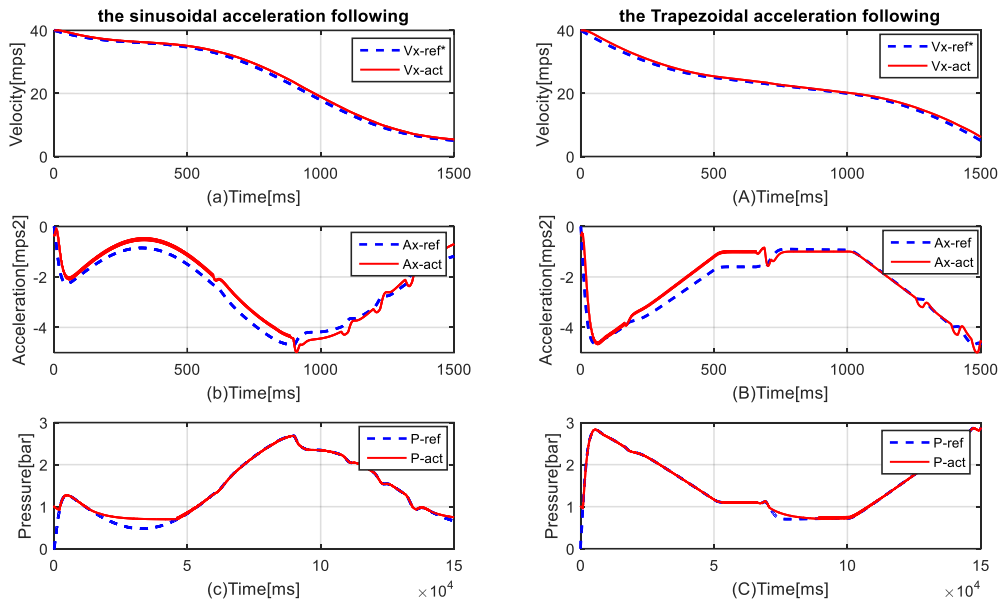 the sinusoidal acceleration following
40
20
0
Velocity[mps]
Vx-ref*
Vx-act
0 500 1000 1500
(a)Time[ms]
0
-2
-4
Acceleration[mps2]
Ax-ref
Ax-act
0 500 1000 1500
(b)Time[ms]
3
2
1
0
Pressure[bar]
P-ref
P-act
0 5 10 15
(c)Time[ms]
×10^4
the Trapezoidal acceleration following
40
20
0
Velocity[mps]
Vx-ref*
Vx-act
0 500 1000 1500
(A)Time[ms]
0
-2
-4
Acceleration[mps2]
Ax-ref
Ax-act
0 500 1000 1500
(B)Time[ms]
3
2
1
0
Pressure[bar]
P-ref
P-act
0 5 10 15
(C)Time[ms]
×10^4